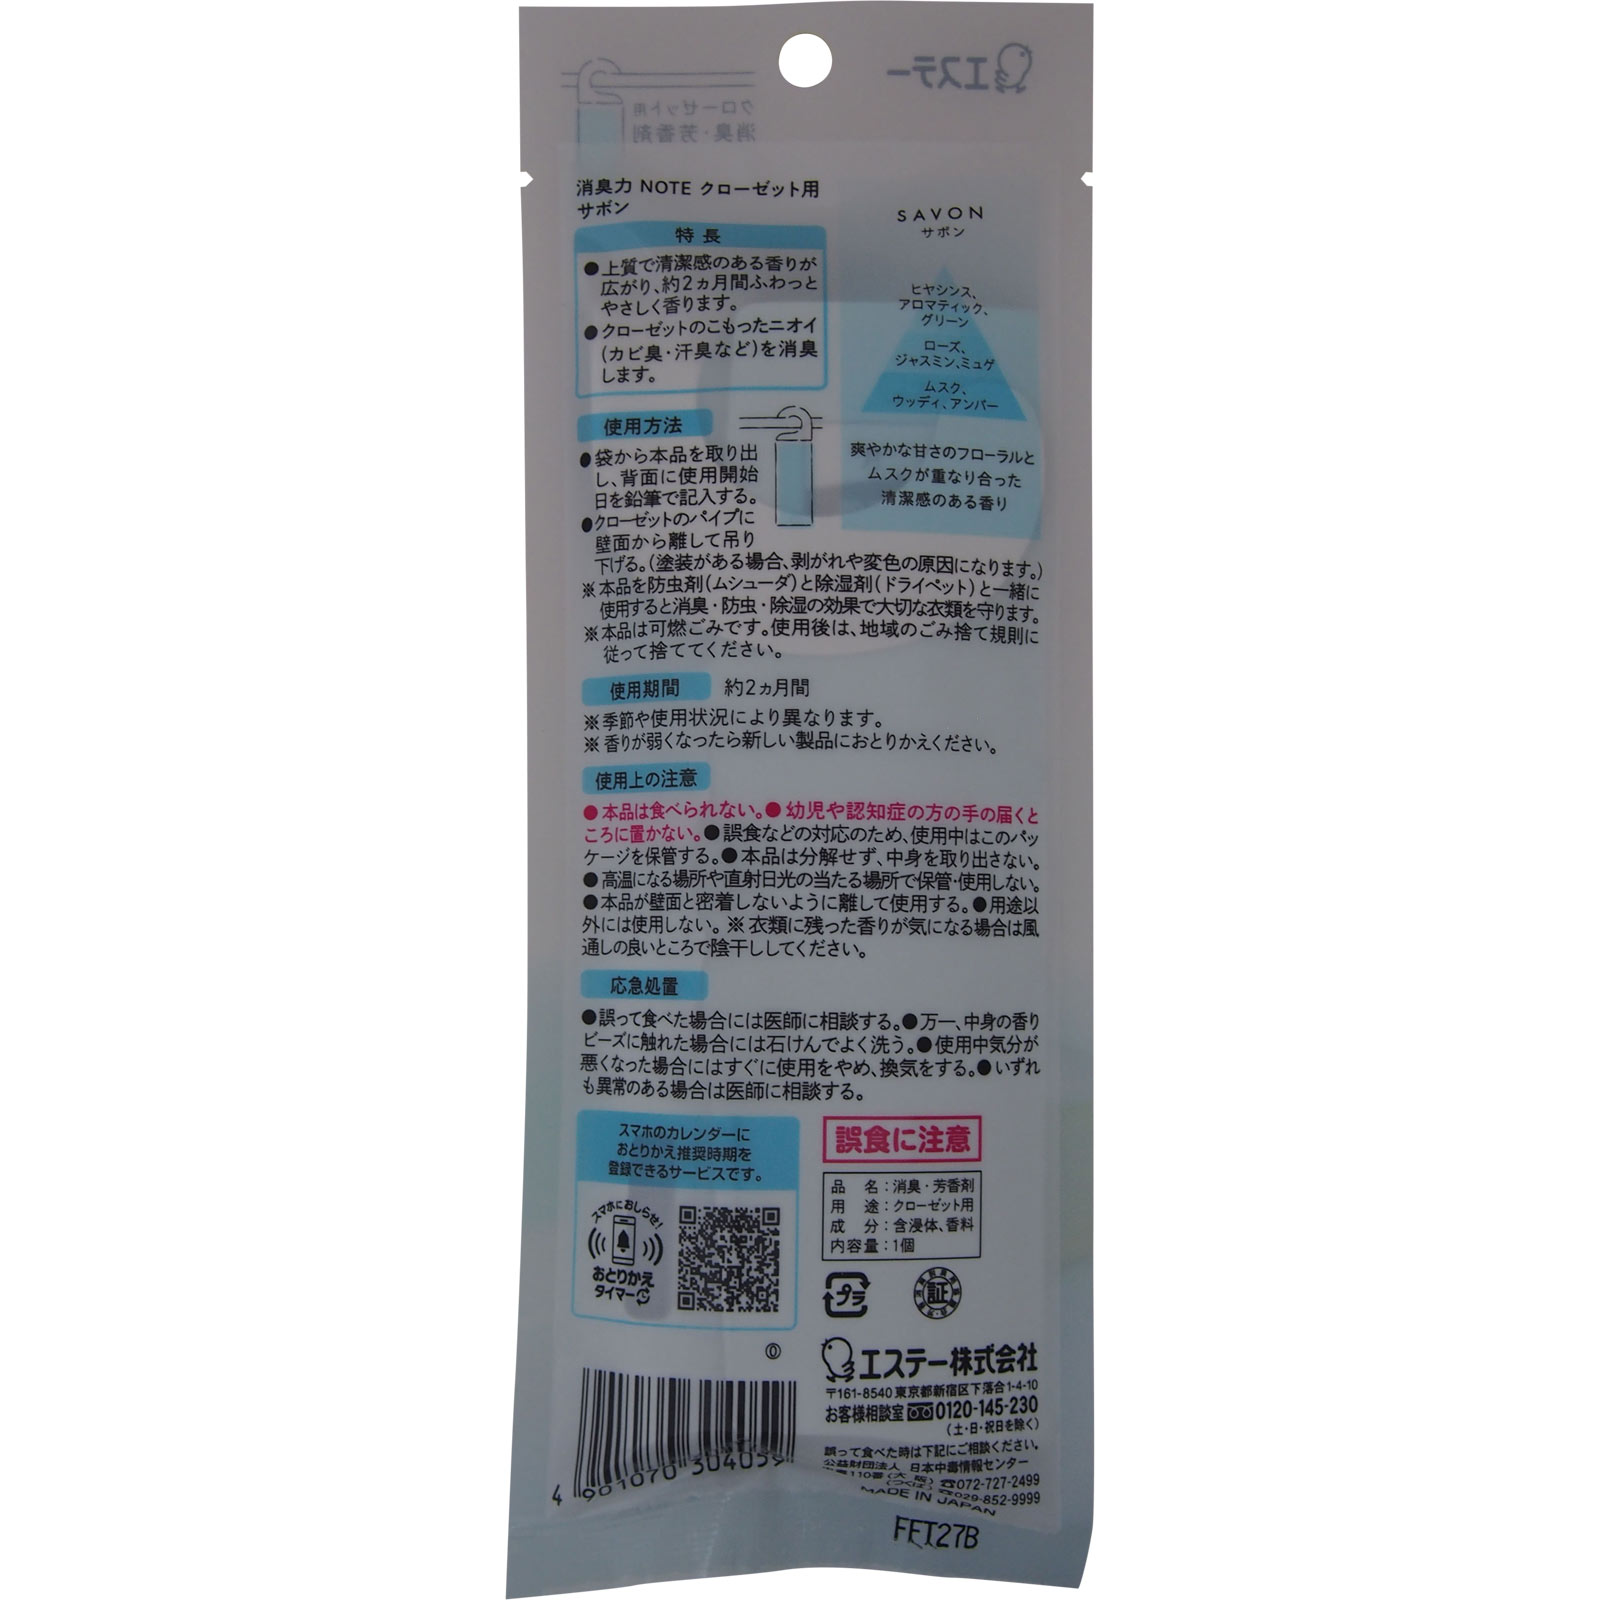 エステー
クローゼット用
消臭・芳香剤
消臭力 NOTE クローゼット用
サボン
特長
●上質で清潔感のある香りが
広がり、約2ヵ月間ふわっと
やさしく香ります。
●クローゼットのこもったニオイ
(カビ臭・汗臭など)を消臭
します。
SAVON
サボン
ヒヤシンス、
アロマティック、
グリーン
ローズ、
ジャスミン、ミュゲ
ムスク、
ウッディ、アンバー
爽やかな甘さのフローラルと
ムスクが重なり合った
清潔感のある香り
使用方法
●袋から本品を取り出
し、背面に使用開始
日を鉛筆で記入する。
●クローゼットのパイプに
壁面から離して吊り
下げる。(塗装がある場合、剥がれや変色の原因になります。)
※本品を防虫剤(ムシューダ)と除湿剤(ドライペット)と一緒に
使用すると消臭・防虫・除湿の効果で大切な衣類を守ります。
※本品は可燃ごみです。使用後は、地域のごみ捨て規則に
従って捨ててください。
使用期間 約2ヵ月間
※季節や使用状況により異なります。
※香りが弱くなったら新しい製品におとりかえください。
使用上の注意
●本品は食べられない。●幼児や認知症の方の手の届くと
ころに置かない。●誤食などの対応のため、使用中はこのパッ
ケージを保管する。●本品は分解せず、中身を取り出さない。
●高温になる場所や直射日光の当たる場所で保管・使用しない。
●本品が壁面と密着しないように離して使用する。●用途以
外には使用しない。※衣類に残った香りが気になる場合は風
通しの良いところで陰干ししてください。
応急処置
●誤って食べた場合には医師に相談する。●万一、中身の香り
ビーズに触れた場合には石けんでよく洗う。●使用中気分が
悪くなった場合にはすぐに使用をやめ、換気をする。●いずれ
も異常のある場合は医師に相談する。
スマホのカレンダーに
おとりかえ推奨時期を
登録できるサービスです。
スマホにおしらせ!
おとりかえ
タイマー
誤食に注意
品 名:消臭・芳香剤
用 途:クローゼット用
成 分:含浸体、香料
内容量:1個
プラ
証
⓪
エステー株式会社
〒161-8540 東京都新宿区下落合1-4-10
お客様相談室 0120-145-230
(土・日・祝日を除く)
誤って食べた時は下記にご相談ください。
公益財団法人 日本中毒情報センター
中毒110番(大 阪)☎072-727-2499
(つくば)☎029-852-9999
MADE IN JAPAN
4 901070 304059
FFI27B